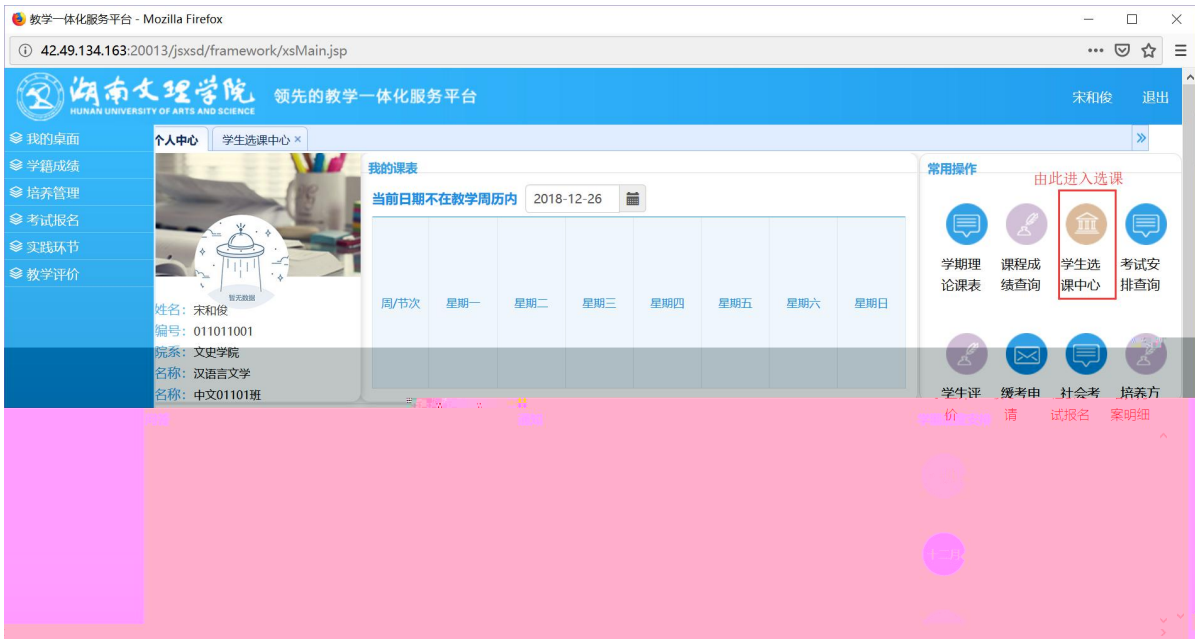 教学一体化服务平台 - Mozilla Firefox
42.49.134.163:20013/jsxsd/framework/xsMain.jsp
湖南文理学院
HUNAN UNIVERSITY OF ARTS AND SCIENCE
领先的教学一体化服务平台
宋和俊 退出
我的桌面
学籍成绩
培养管理
考试报名
实践环节
教学评价
个人中心 学生选课中心 ×
暂无数据
姓名：宋和俊
编号：011011001
院系：文史学院
名称：汉语言文学
名称：中文01101班
我的课表
当前日期不在教学周历内 2018-12-26
周/节次 星期一 星期二 星期三 星期四 星期五 星期六 星期日
常用操作
由此进入选课
学期理论课表
课程成绩查询
学生选课中心
考试安排查询
学生评价
缓考申请
社会考试报名
培养方案明细
十二月